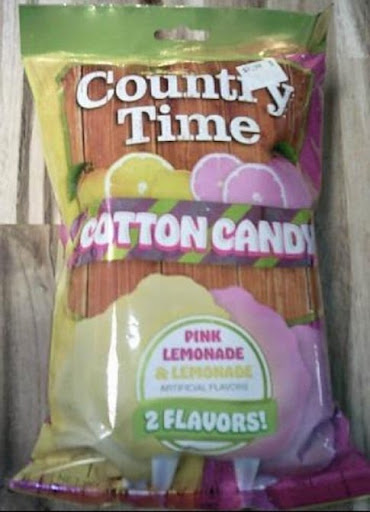 Country
Time
COTTON CANDY
PINK
LEMONADE
& LEMONADE
ARTIFICIAL FLAVORS
2 FLAVORS!